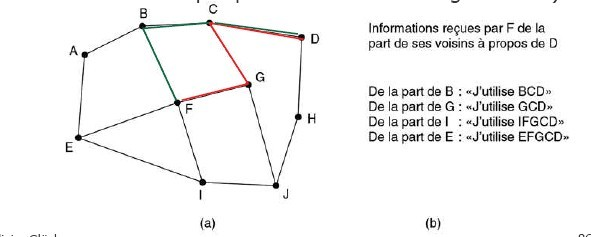 B
C
D
A
G
F
H
E
I
J
(a)
Informations reçues par F de la
part de ses voisins à propos de D
De la part de B : «J'utilise BCD»
De la part de G : «J'utilise GCD»
De la part de I : «J'utilise IFGCD»
De la part de E : «J'utilise EFGCD»
(b)